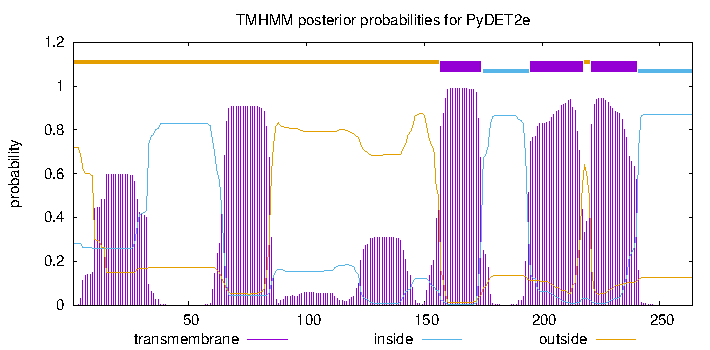 TMHMM posterior probabilities for PyDET2e
1.2
1
0.8
0.6
0.4
0.2
0
probability
50 100 150 200 250
transmembrane inside outside